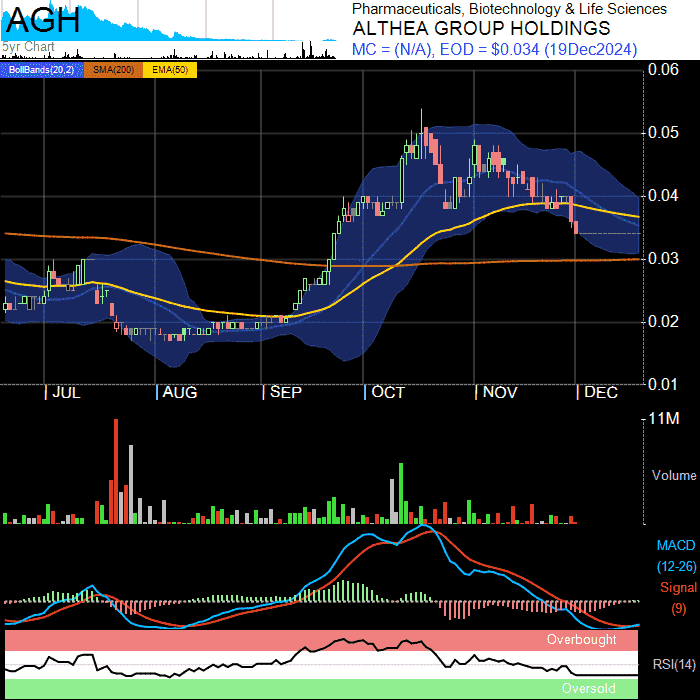 AGH
5yr Chart
Pharmaceuticals, Biotechnology & Life Sciences
ALTHEA GROUP HOLDINGS
MC = (N/A), EOD = $0.034 (19Dec2024)
BollBands(20,2) SMA(200) EMA(50)
0.06
0.05
0.04
0.03
0.02
0.01
JUL AUG SEP OCT NOV DEC
11M
Volume
MACD
(12-26)
Signal
(9)
Overbought
RSI(14)
Oversold